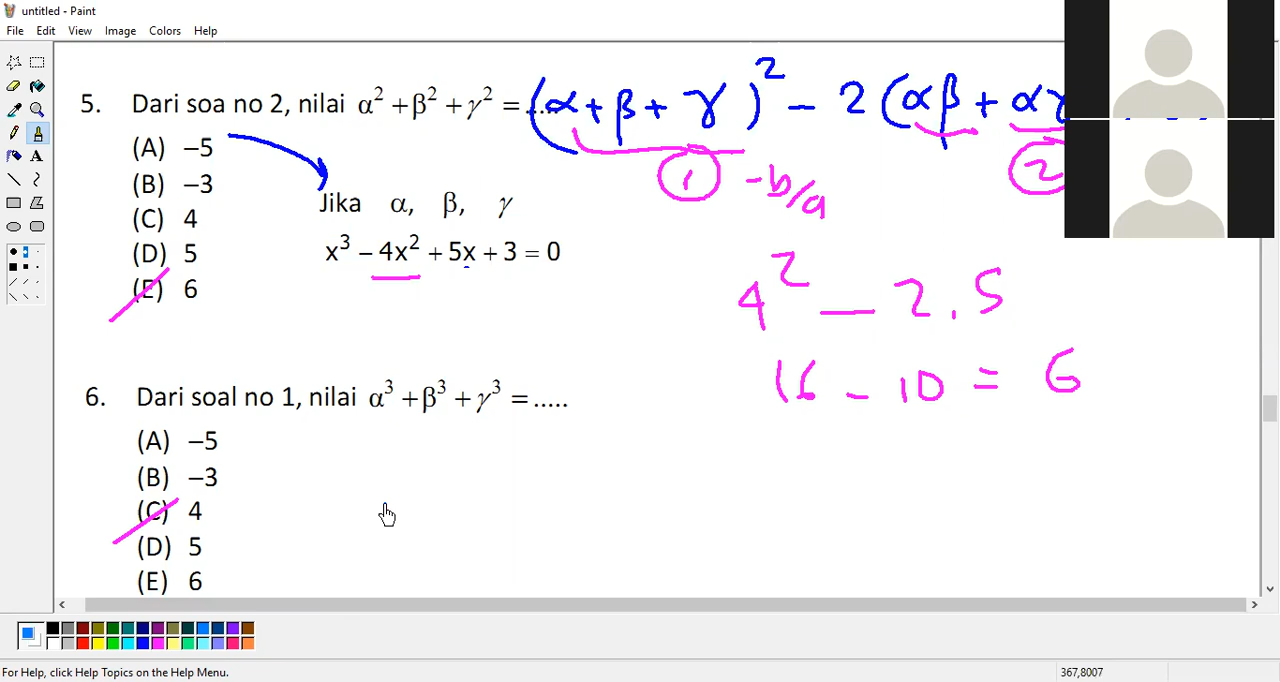 untitled - Paint
File Edit View Image Colors Help
5. Dari soa no 2, nilai α² + β² + γ² = ..... (α + β + γ)² - 2 (αβ + αγ
(A) −5
(B) −3
(C) 4
(D) 5
(E) 6
Jika α, β, γ
x³ − 4x² + 5x + 3 = 0
1 -b/a
2
4² - 2 . 5
16 - 10 = 6
6. Dari soal no 1, nilai α³ + β³ + γ³ = .....
(A) −5
(B) −3
(C) 4
(D) 5
(E) 6
For Help, click Help Topics on the Help Menu.
367,8007